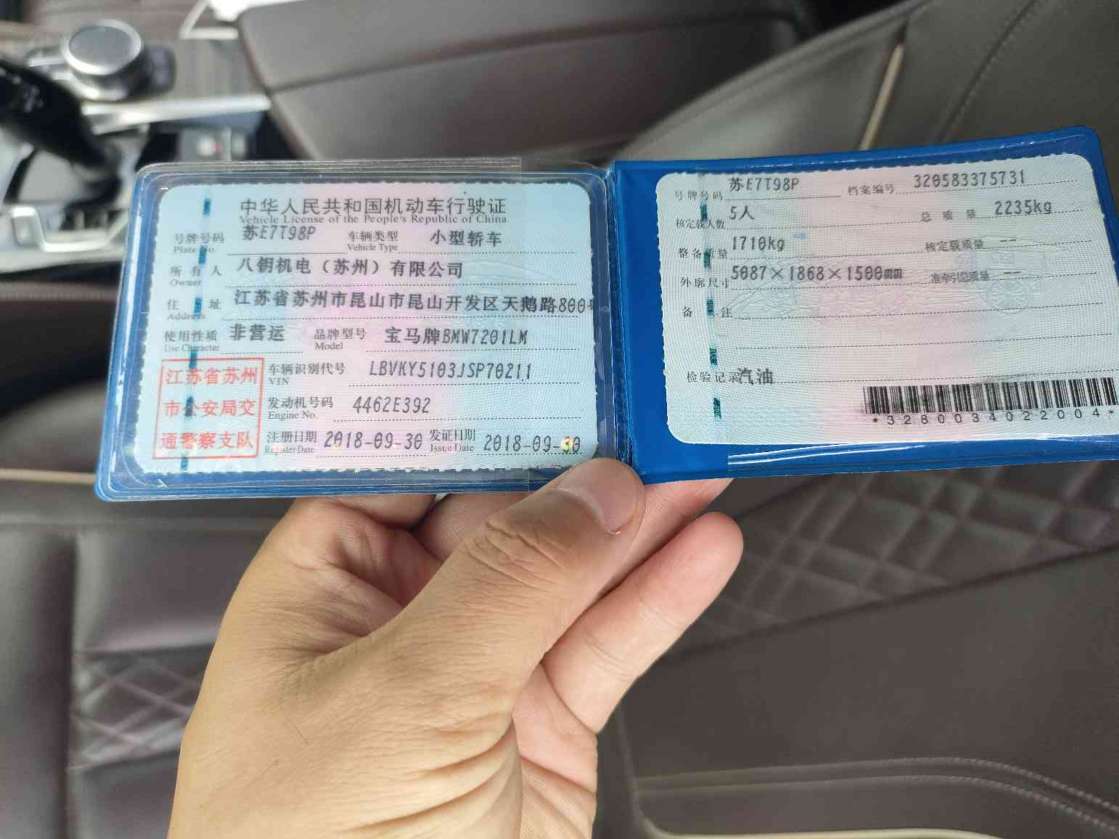 中华人民共和国机动车行驶证
Vehicle License of the People's Republic of China
号牌号码 苏E7T98P 车辆类型 小型轿车
Plate No. Vehicle Type
所有人 八钥机电(苏州)有限公司
Owner
住址 江苏省苏州市昆山市昆山开发区天鹅路800号
Address
使用性质 非营运 品牌型号 宝马牌BMW7201LM
Use Character Model
江苏省苏州
市公安局交
通警察支队
车辆识别代号 LBVKY5103JSP70211
VIN
发动机号码 4462E392
Engine No.
注册日期 2018-09-30 发证日期 2018-09-30
Register Date Issue Date
号牌号码 苏E7T98P 档案编号 320583375731
核定载人数 5人 总质量 2235kg
整备质量 1710kg 核定载质量 --
外廓尺寸 5087×1868×1500mm 准牵引总质量 --
备注
检验记录 汽油